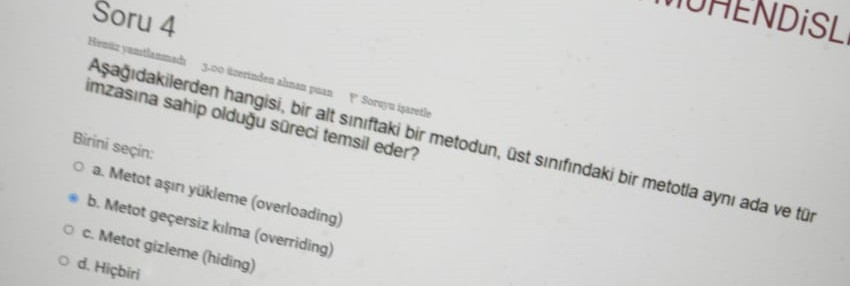 MÜHENDİSL
Soru 4
Henüz yanıtlanmadı 3,00 üzerinden alınan puan Soruyu işaretle
Aşağıdakilerden hangisi, bir alt sınıftaki bir metodun, üst sınıfındaki bir metotla aynı ada ve tür
imzasına sahip olduğu süreci temsil eder?
Birini seçin:
a. Metot aşırı yükleme (overloading)
b. Metot geçersiz kılma (overriding)
c. Metot gizleme (hiding)
d. Hiçbiri